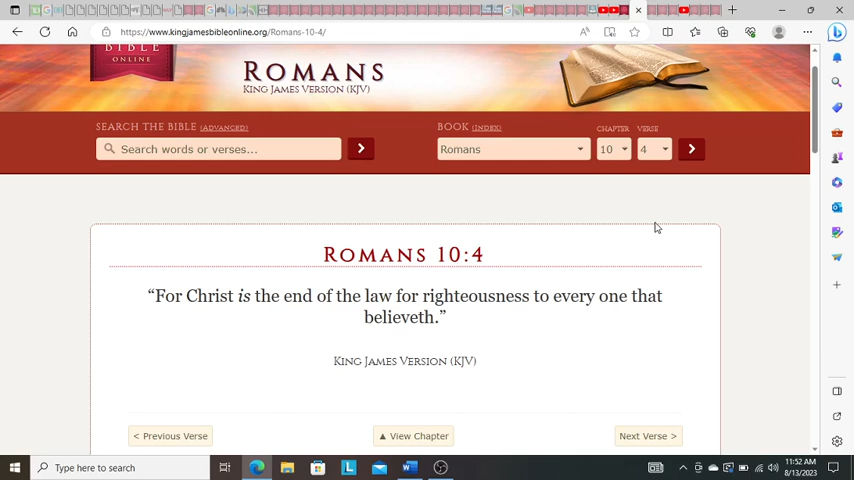 https://www.kingjamesbibleonline.org/Romans-10-4/
BIBLE
ONLINE
ROMANS
KING JAMES VERSION (KJV)
SEARCH THE BIBLE (ADVANCED)
BOOK (INDEX)
CHAPTER
VERSE
Search words or verses...
Romans
10
4
ROMANS 10:4
“For Christ is the end of the law for righteousness to every one that
believeth.”
KING JAMES VERSION (KJV)
< Previous Verse
▲ View Chapter
Next Verse >
Type here to search
11:52 AM
8/13/2023